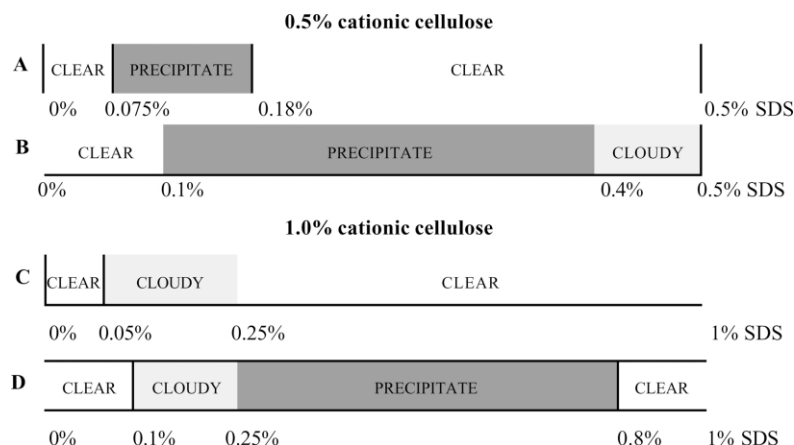 0.5% cationic cellulose
A CLEAR PRECIPITATE CLEAR
0% 0.075% 0.18% 0.5% SDS
B CLEAR PRECIPITATE CLOUDY
0% 0.1% 0.4% 0.5% SDS
1.0% cationic cellulose
C CLEAR CLOUDY CLEAR
0% 0.05% 0.25% 1% SDS
D CLEAR CLOUDY PRECIPITATE CLEAR
0% 0.1% 0.25% 0.8% 1% SDS